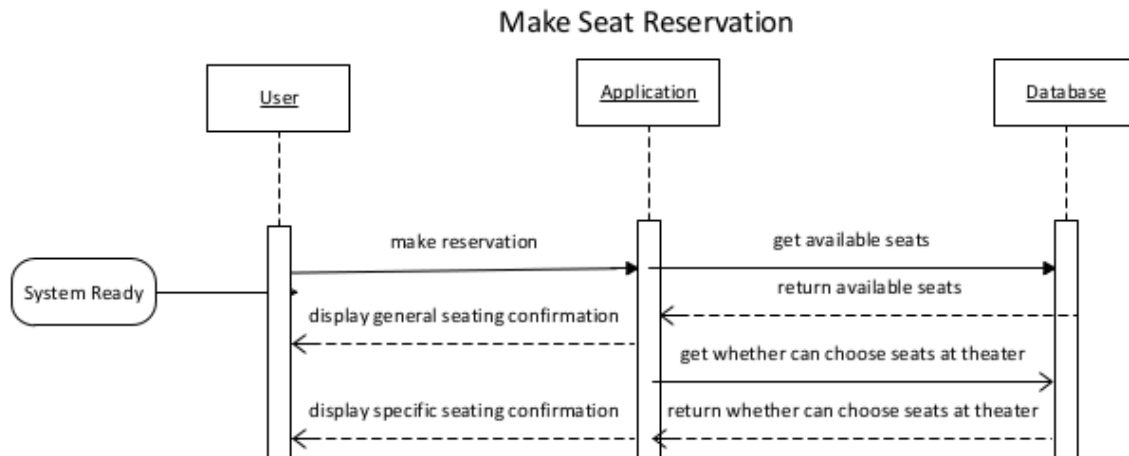 Make Seat Reservation
User
Application
Database
make reservation
get available seats
System Ready
return available seats
display general seating confirmation
get whether can choose seats at theater
display specific seating confirmation
return whether can choose seats at theater